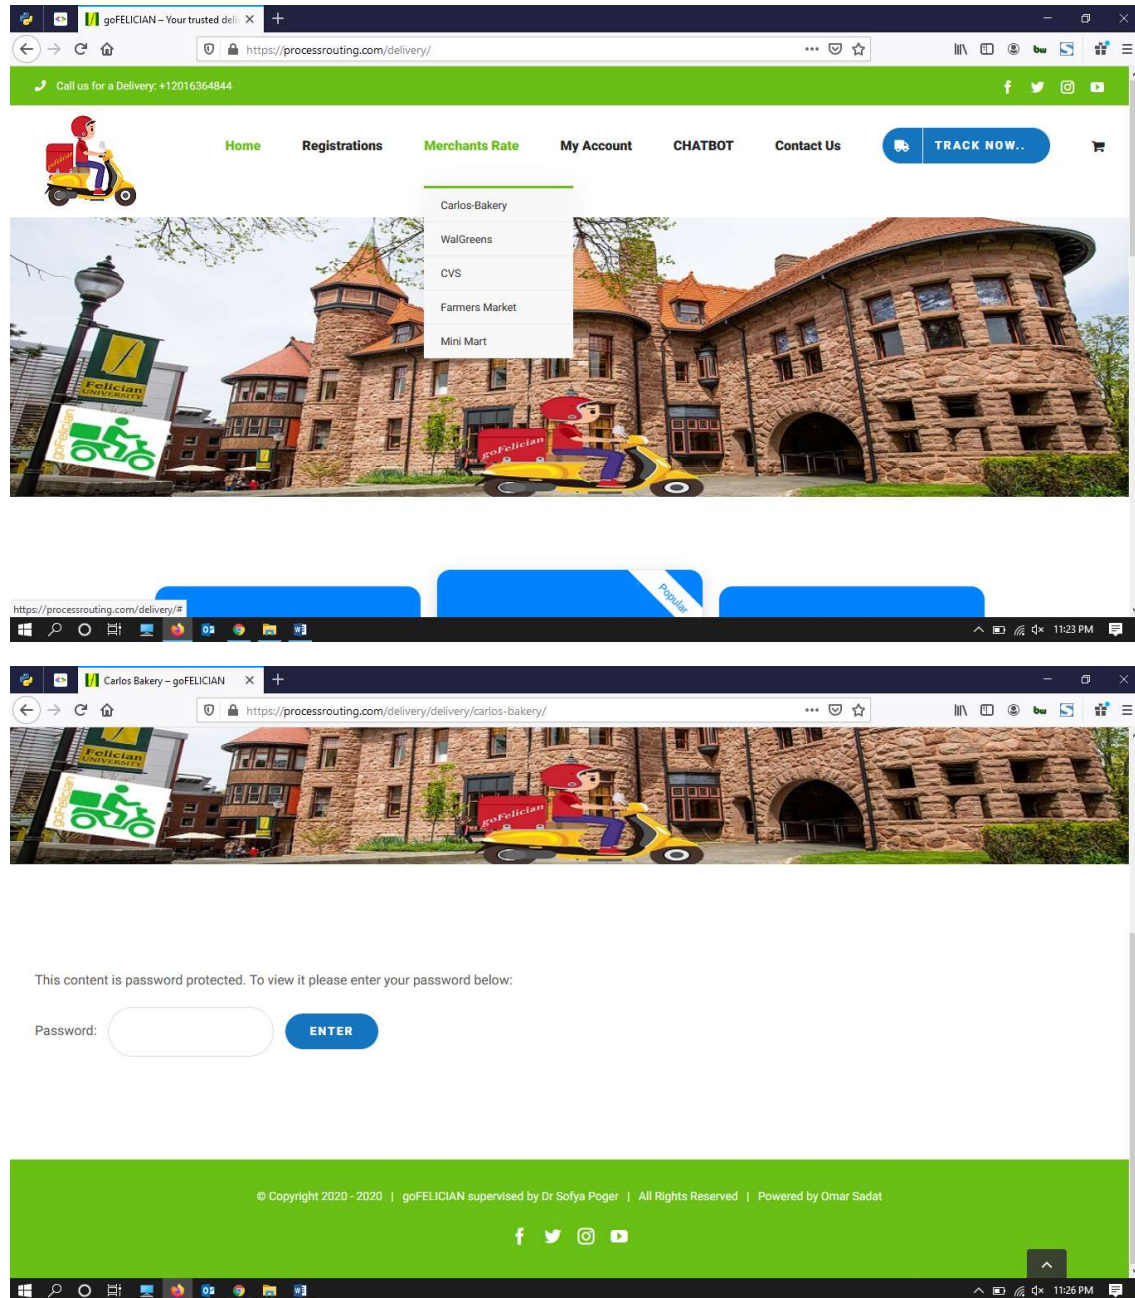 goFELICIAN – Your trusted deli
https://processrouting.com/delivery/
Call us for a Delivery: +12016364844
Home Registrations Merchants Rate My Account CHATBOT Contact Us TRACK NOW..
Carlos-Bakery
WalGreens
CVS
Farmers Market
Mini Mart
Felician
UNIVERSITY
goFelician
goFelician
Popular
https://processrouting.com/delivery/#
11:23 PM
Carlos Bakery – goFELICIAN
https://processrouting.com/delivery/delivery/carlos-bakery/
Felician
UNIVERSITY
goFelician
goFelician
This content is password protected. To view it please enter your password below:
Password: ENTER
© Copyright 2020 - 2020 | goFELICIAN supervised by Dr Sofya Poger | All Rights Reserved | Powered by Omar Sadat
11:26 PM